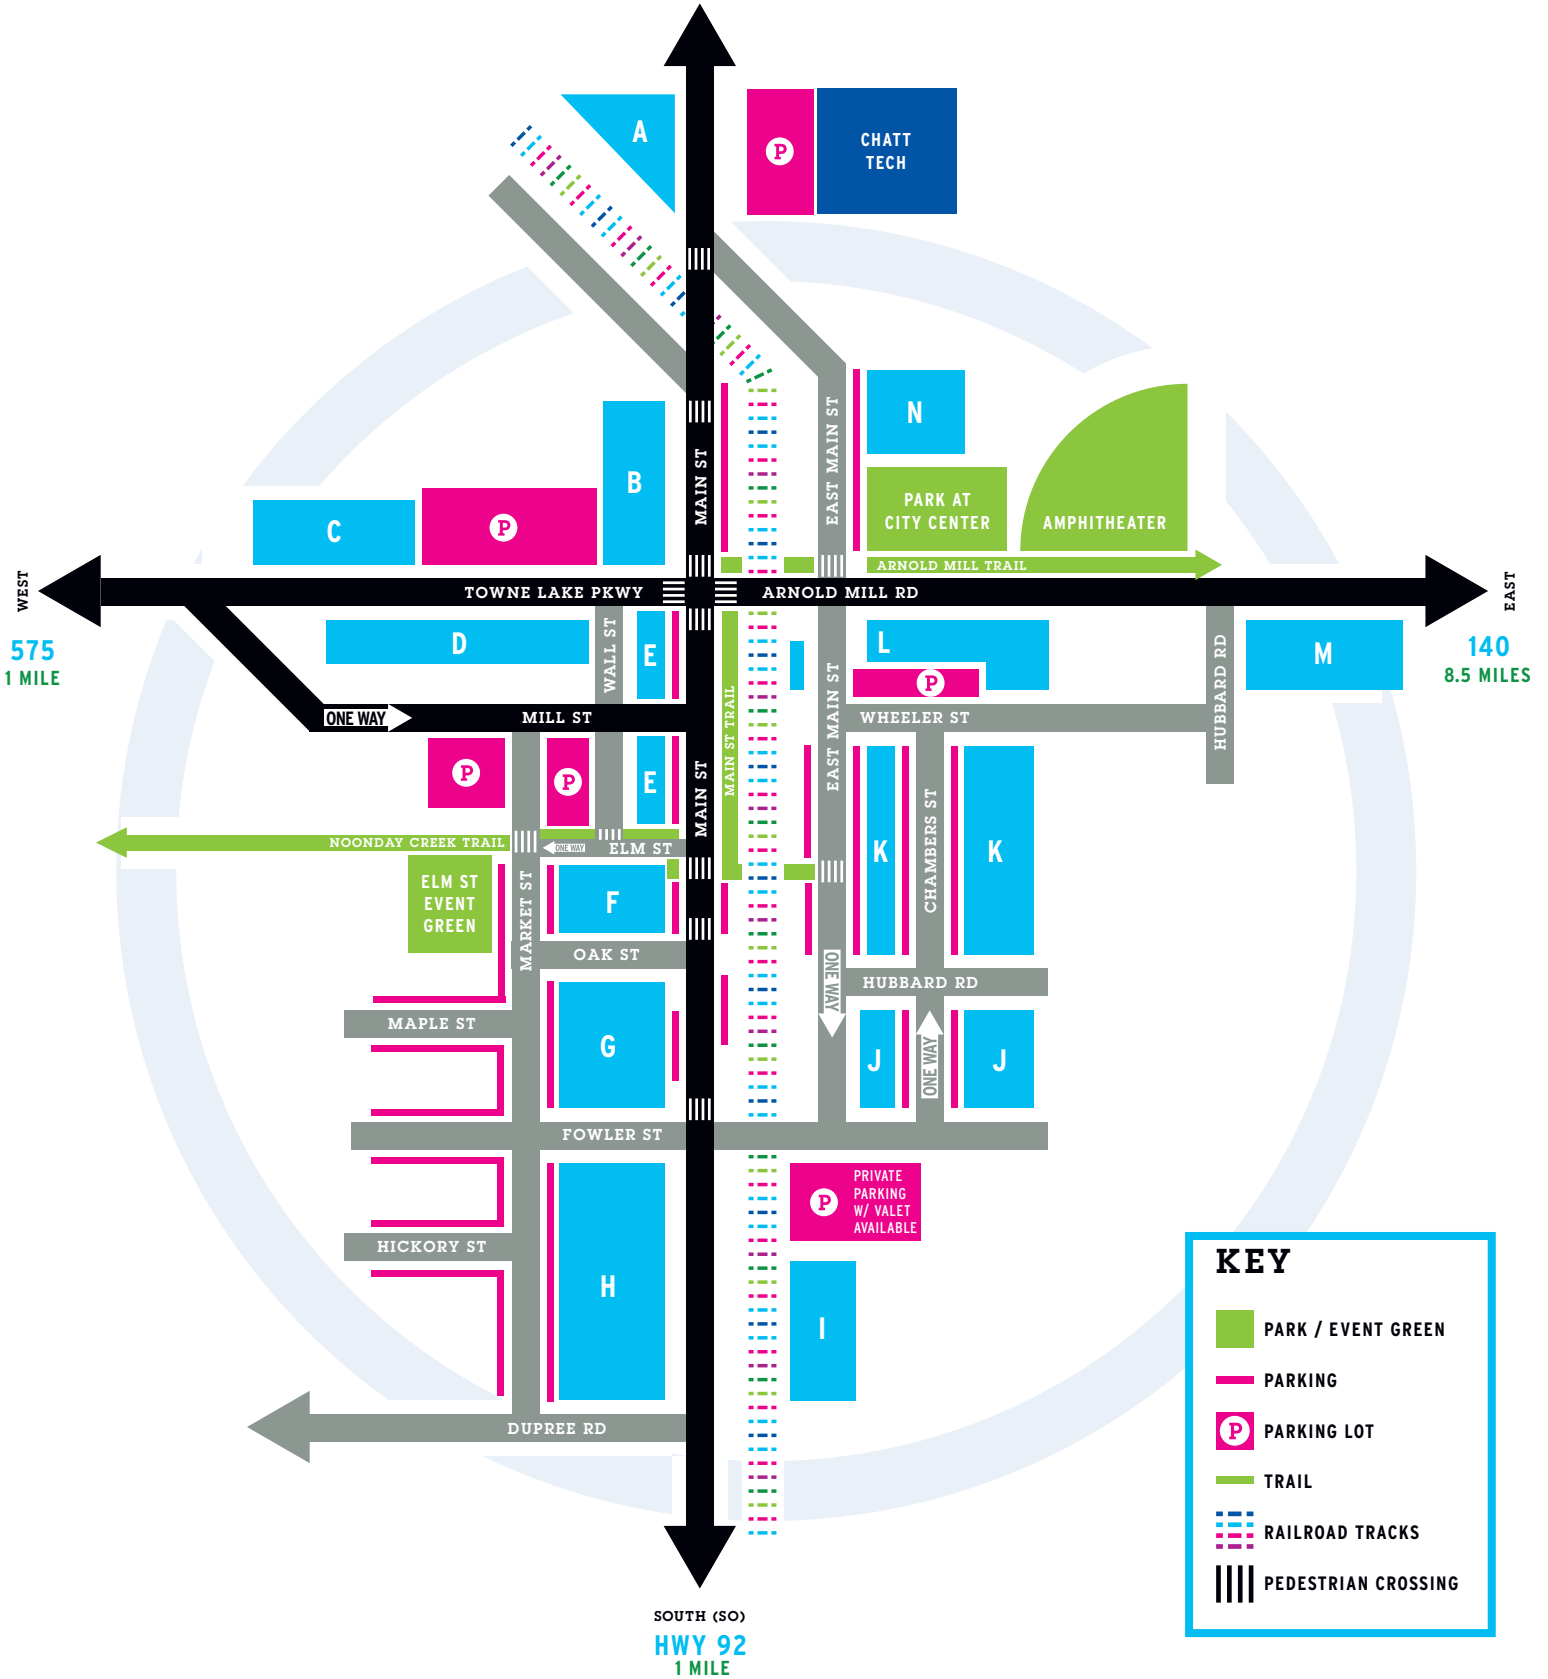 A
P
CHATT
TECH
MAIN ST
EAST MAIN ST
N
B
C
P
PARK AT
CITY CENTER
AMPHITHEATER
ARNOLD MILL TRAIL
WEST
TOWNE LAKE PKWY
ARNOLD MILL RD
EAST
575
1 MILE
140
8.5 MILES
D
WALL ST
E
L
P
M
HUBBARD RD
MAIN ST TRAIL
EAST MAIN ST
ONE WAY
MILL ST
WHEELER ST
P
P
E
MAIN ST
NOONDAY CREEK TRAIL
ONE WAY
ELM ST
K
CHAMBERS ST
K
ELM ST
EVENT
GREEN
MARKET ST
F
OAK ST
ONE WAY
HUBBARD RD
MAPLE ST
G
J
ONE WAY
J
FOWLER ST
P
PRIVATE
PARKING
W/ VALET
AVAILABLE
HICKORY ST
H
I
DUPREE RD
KEY
PARK / EVENT GREEN
PARKING
P
PARKING LOT
TRAIL
RAILROAD TRACKS
PEDESTRIAN CROSSING
SOUTH (SO)
HWY 92
1 MILE